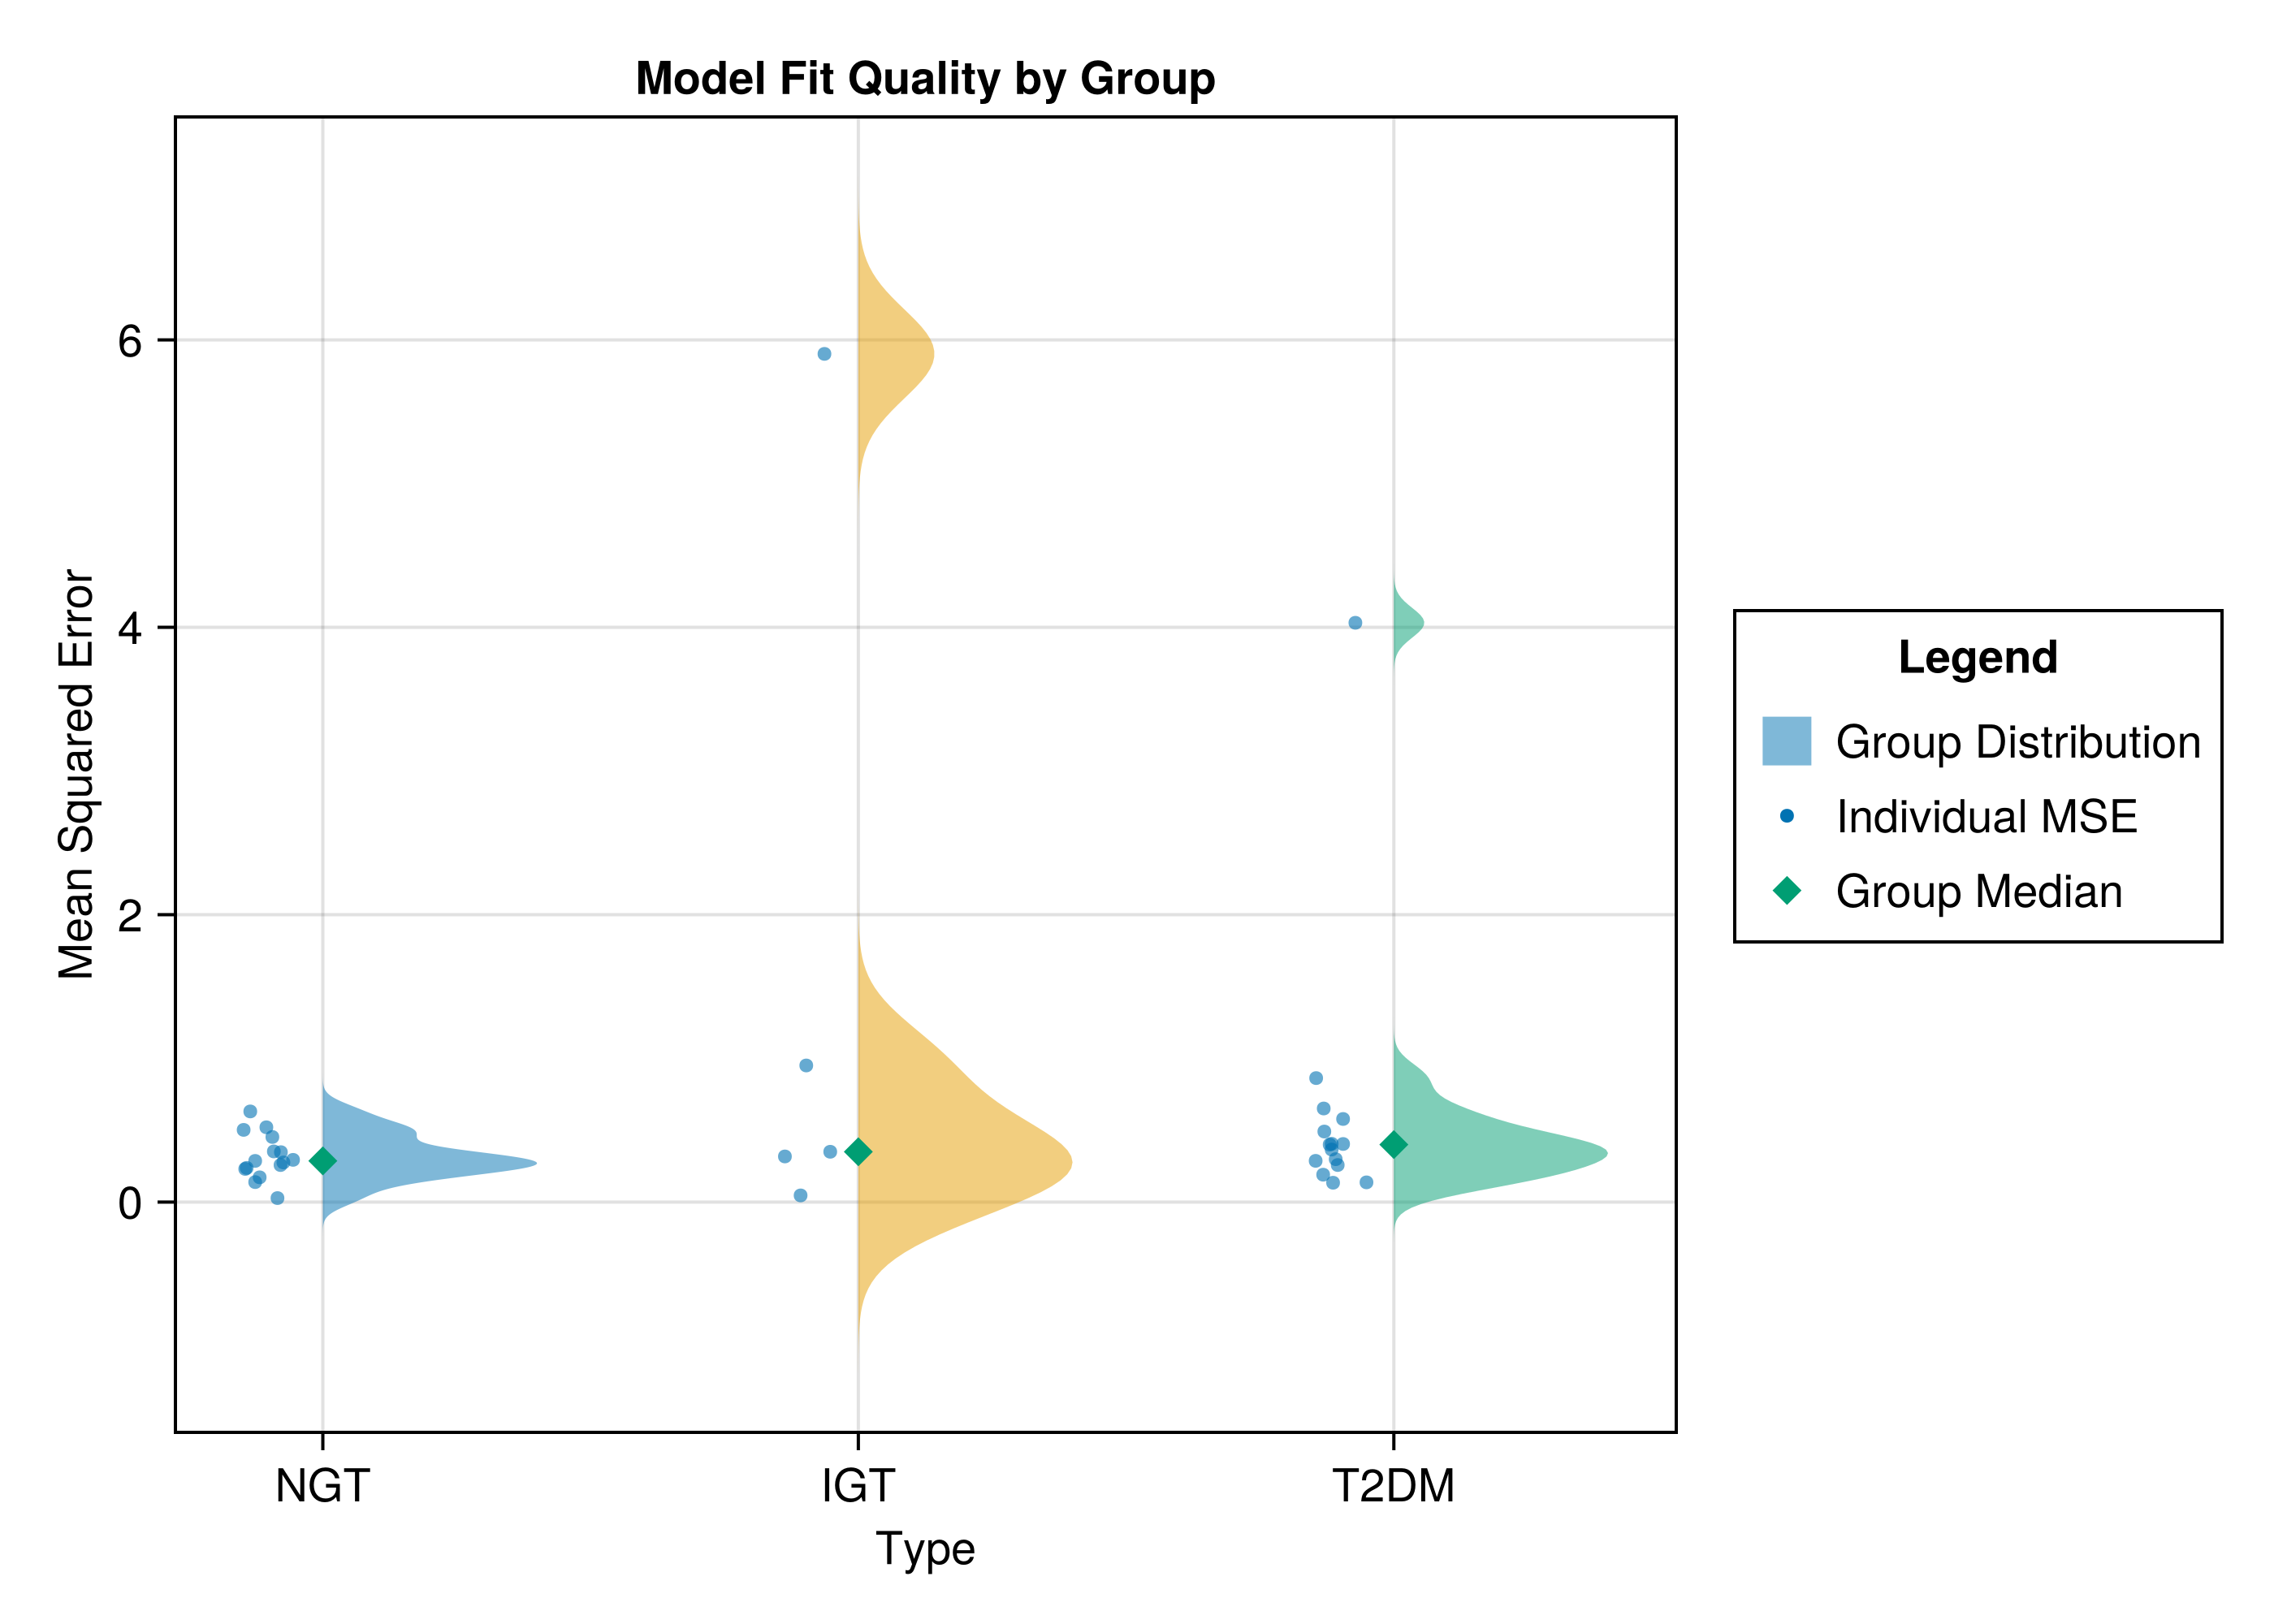 Model Fit Quality by Group
Mean Squared Error
6
4
2
0
NGT
IGT
T2DM
Type
Legend
Group Distribution
Individual MSE
Group Median